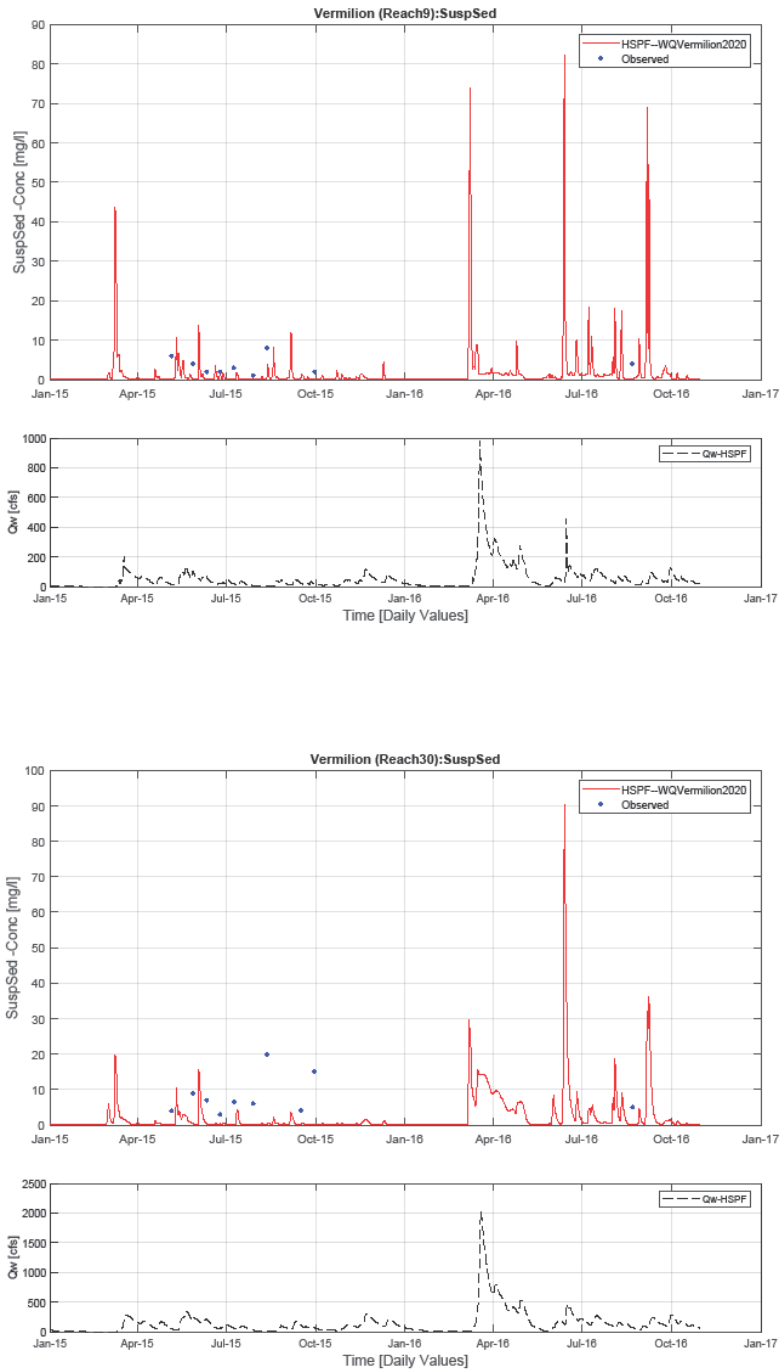 Vermilion (Reach9):SuspSed
90
80
70
60
50
40
30
20
10
0
SuspSed -Conc [mg/l]
HSPF--WQVermilion2020
Observed
Jan-15 Apr-15 Jul-15 Oct-15 Jan-16 Apr-16 Jul-16 Oct-16 Jan-17
1000
800
600
400
200
0
Qw [cfs]
Qw-HSPF
Jan-15 Apr-15 Jul-15 Oct-15 Jan-16 Apr-16 Jul-16 Oct-16 Jan-17
Time [Daily Values]
Vermilion (Reach30):SuspSed
100
90
80
70
60
50
40
30
20
10
0
SuspSed -Conc [mg/l]
HSPF--WQVermilion2020
Observed
Jan-15 Apr-15 Jul-15 Oct-15 Jan-16 Apr-16 Jul-16 Oct-16 Jan-17
2500
2000
1500
1000
500
0
Qw [cfs]
Qw-HSPF
Jan-15 Apr-15 Jul-15 Oct-15 Jan-16 Apr-16 Jul-16 Oct-16 Jan-17
Time [Daily Values]